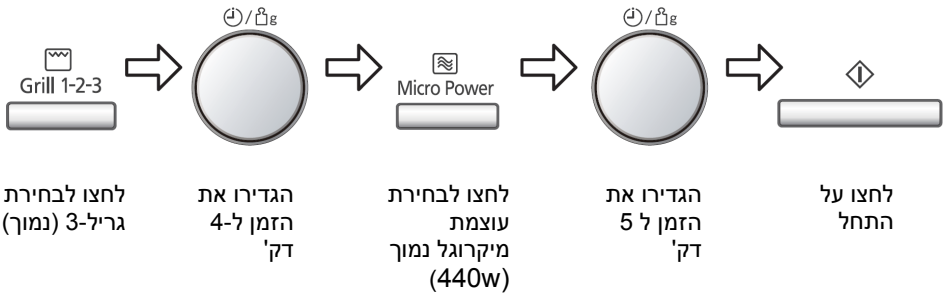 / g
Grill 1-2-3
Micro Power
/ g
לחצו לבחירת
גריל-3 (נמוך)
הגדירו את
הזמן ל-4
דק'
לחצו לבחירת
עוצמת
מיקרוגל נמוך
(440w)
הגדירו את
הזמן ל 5
דק'
לחצו על
התחל